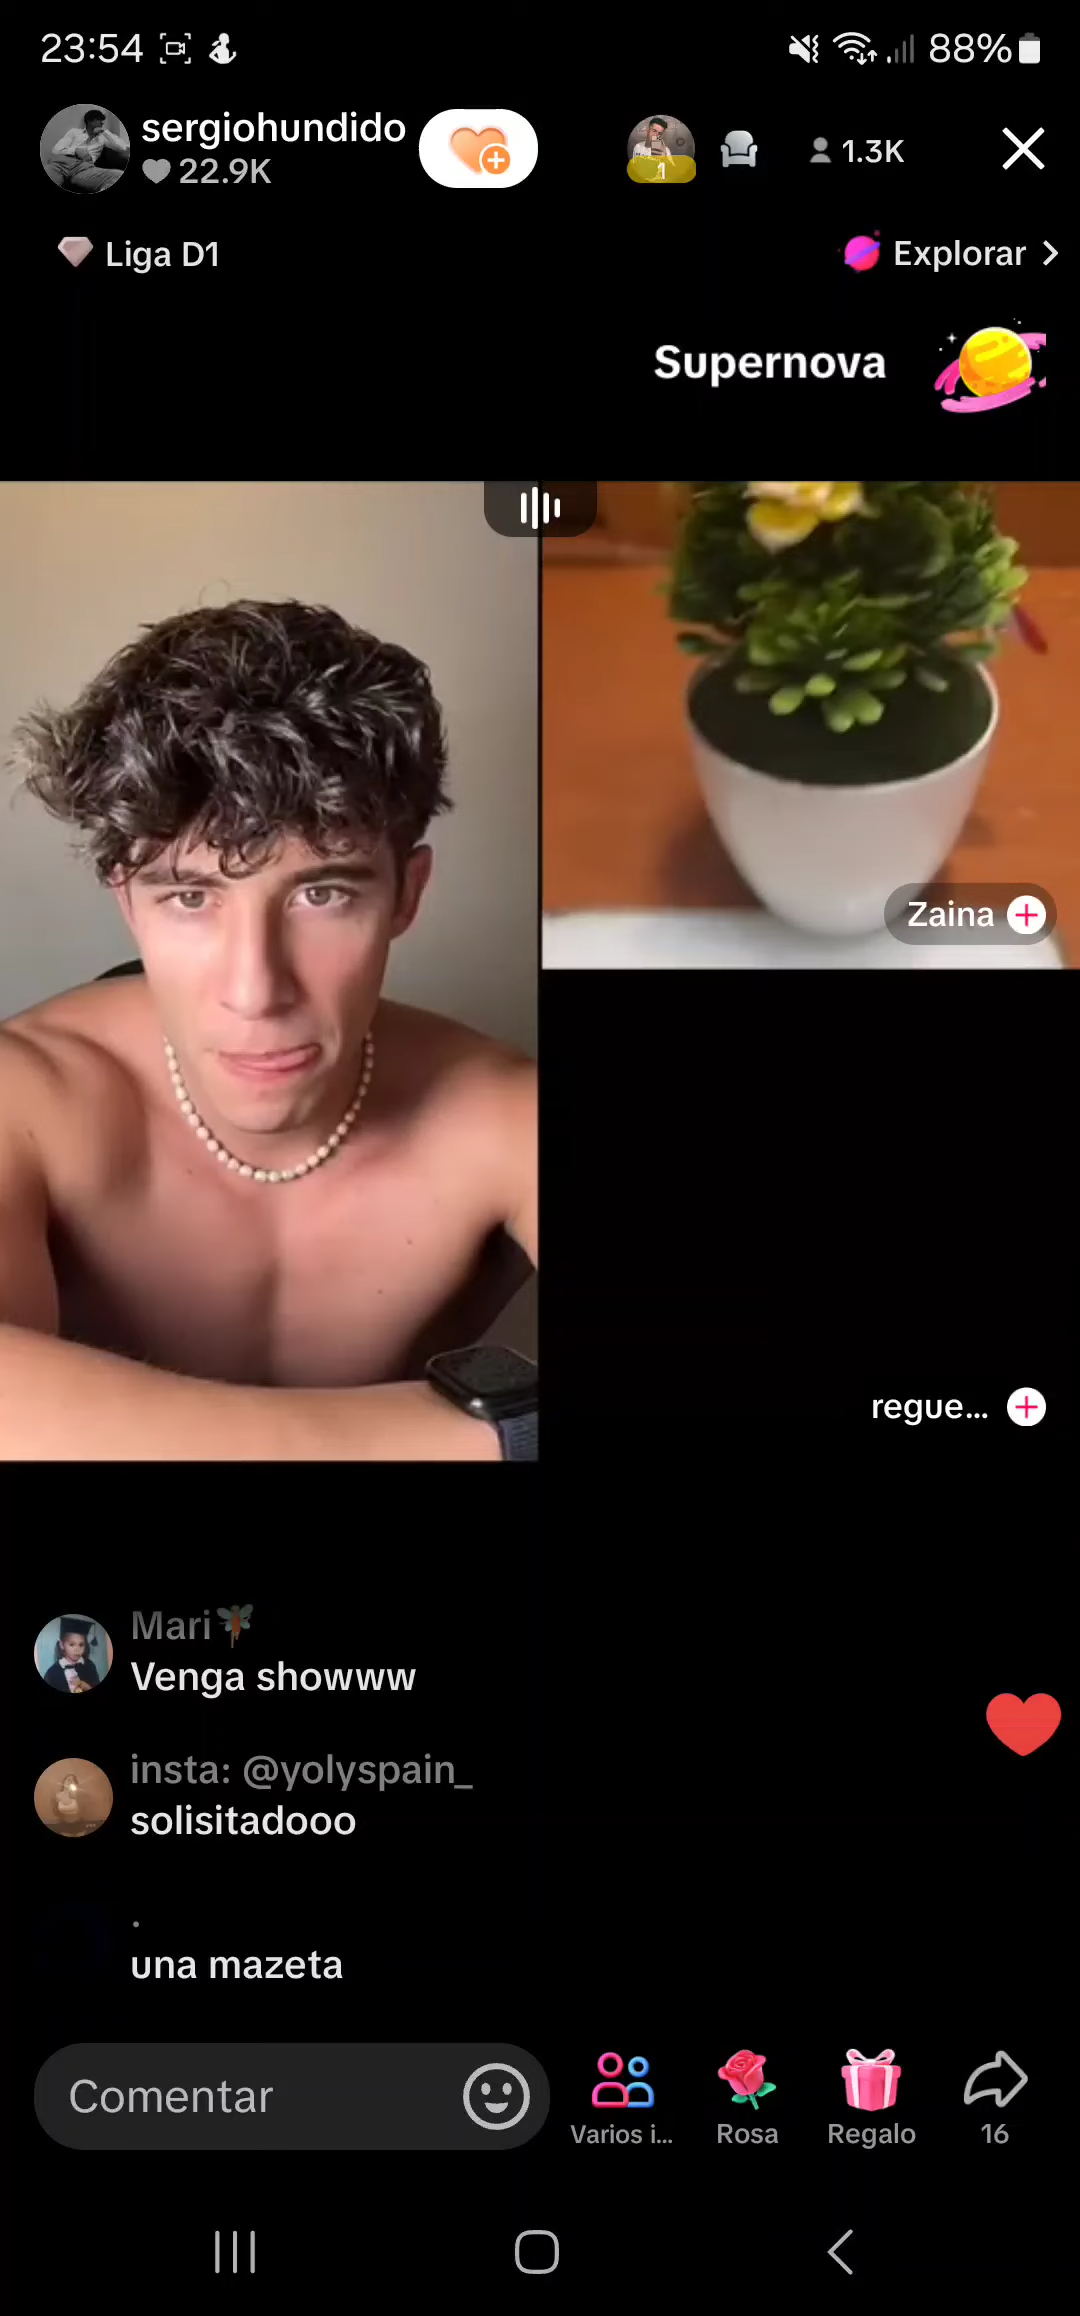 23:54
88%
sergiohundido
22.9K
1
1.3K
Liga D1
Explorar
Supernova
Zaina
regue...
Mari
Venga showww
insta: @yolyspain_
solisitadooo
.
una mazeta
Comentar
Varios i...
Rosa
Regalo
16